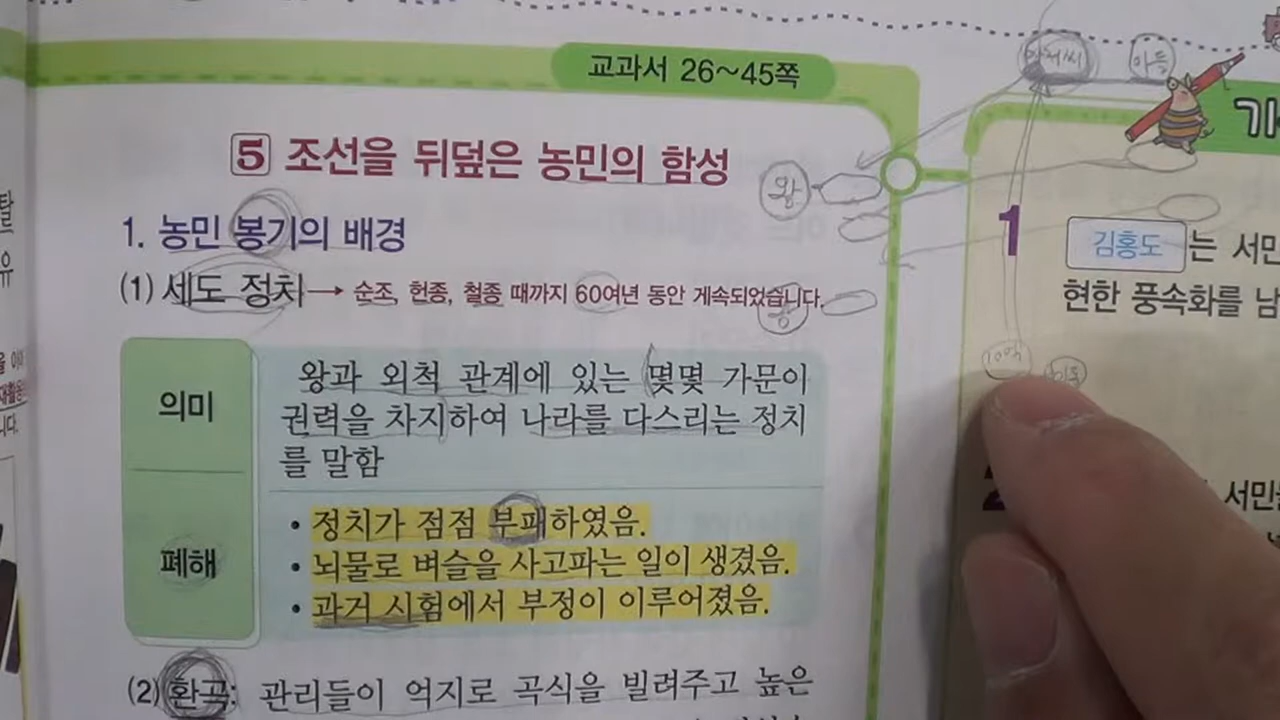 교과서 26~45쪽
5 조선을 뒤덮은 농민의 함성
1. 농민 봉기의 배경
(1) 세도 정치→ 순조, 헌종, 철종 때까지 60여년 동안 계속되었습니다.
의미
왕과 외척 관계에 있는 몇몇 가문이
권력을 차지하여 나라를 다스리는 정치
를 말함
폐해
• 정치가 점점 부패하였음.
• 뇌물로 벼슬을 사고파는 일이 생겼음.
• 과거 시험에서 부정이 이루어졌음.
(2) 환곡: 관리들이 억지로 곡식을 빌려주고 높은
왕
아들
10억
1 김홍도는 서민
현한 풍속화를 남
서민